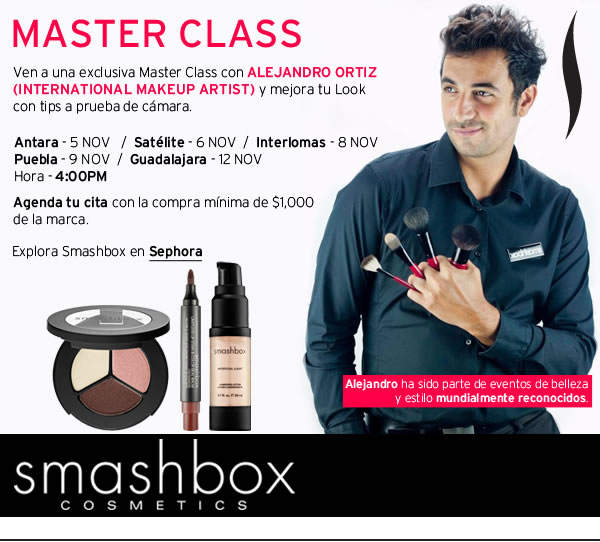 MASTER CLASS
Ven a una exclusiva Master Class con ALEJANDRO ORTIZ
(INTERNATIONAL MAKEUP ARTIST) y mejora tu Look
con tips a prueba de cámara.
Antara - 5 NOV / Satélite - 6 NOV / Interlomas - 8 NOV
Puebla - 9 NOV / Guadalajara - 12 NOV
Hora - 4:00PM
Agenda tu cita con la compra mínima de $1,000
de la marca.
Explora Smashbox en Sephora
smashbox
Alejandro ha sido parte de eventos de belleza
y estilo mundialmente reconocidos.
smashbox
COSMETICS